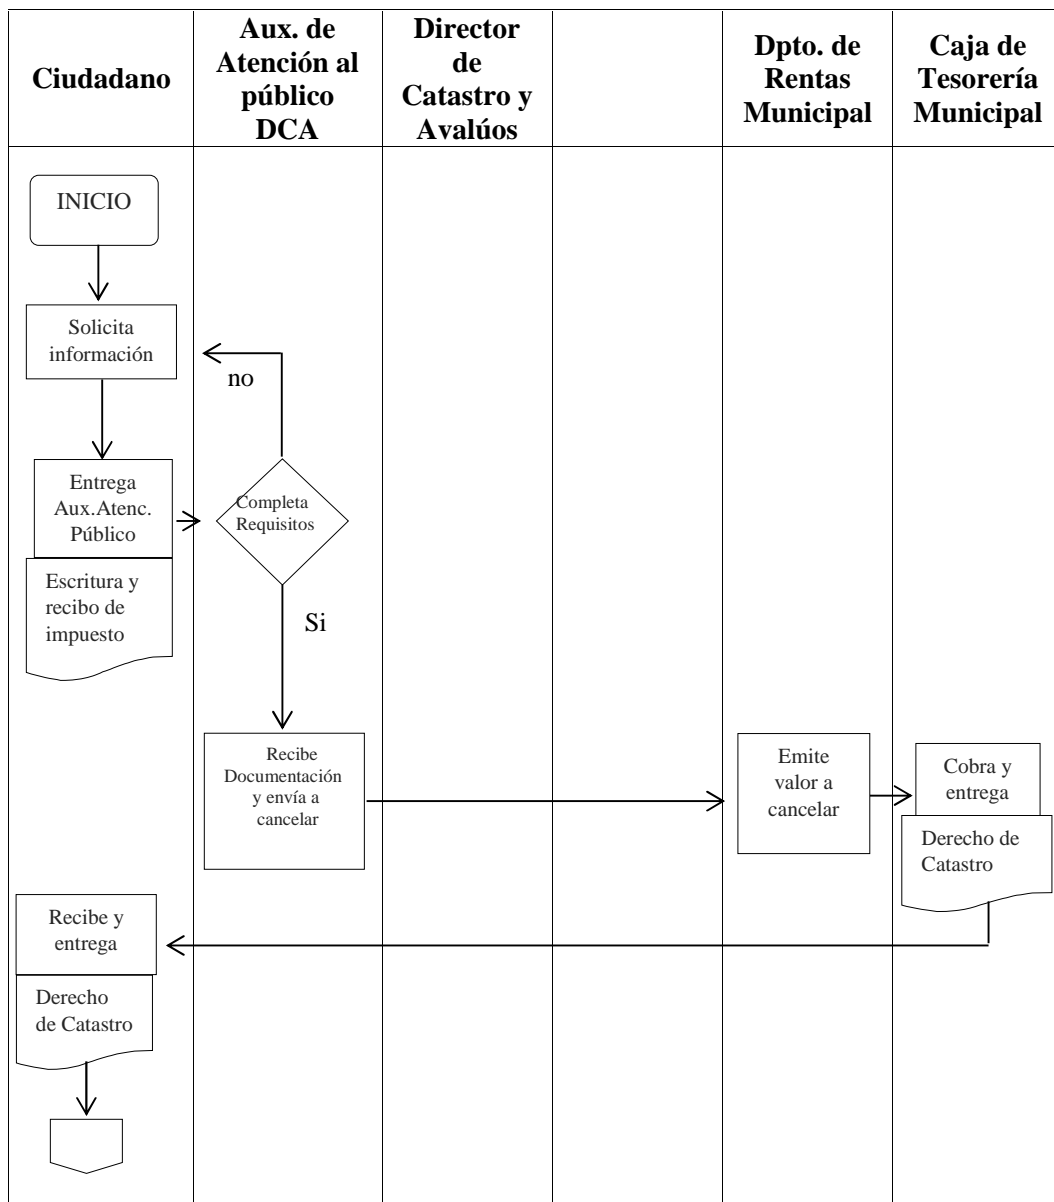 Ciudadano
Aux. de
Atención al
público
DCA
Director
de
Catastro y
Avalúos
Dpto. de
Rentas
Municipal
Caja de
Tesorería
Municipal
INICIO
Solicita
información
no
Entrega
Aux.Atenc.
Público
Completa
Requisitos
Escritura y
recibo de
impuesto
Si
Recibe
Documentación
y envía a
cancelar
Emite
valor a
cancelar
Cobra y
entrega
Derecho de
Catastro
Recibe y
entrega
Derecho
de Catastro